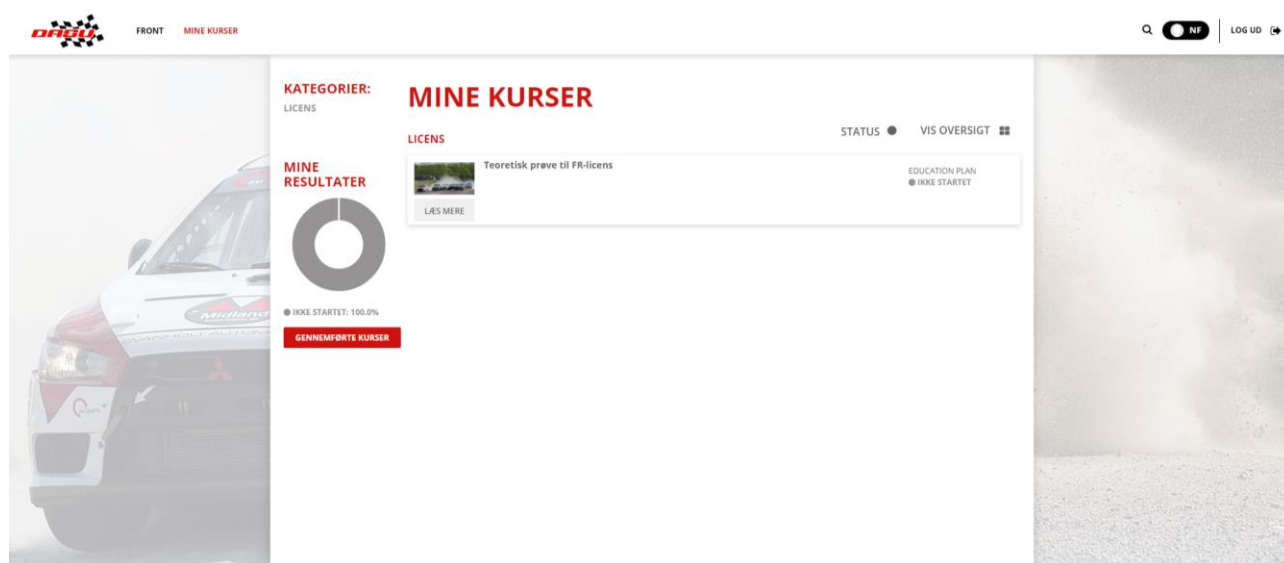 DASU
FRONT
MINE KURSER
NF
LOG UD
KATEGORIER:
LICENS
MINE
RESULTATER
IKKE STARTET: 100.0%
GENNEMFØRTE KURSER
MINE KURSER
STATUS
VIS OVERSIGT
LICENS
Teoretisk prøve til FR-licens
LÆS MERE
EDUCATION PLAN
IKKE STARTET
Midland